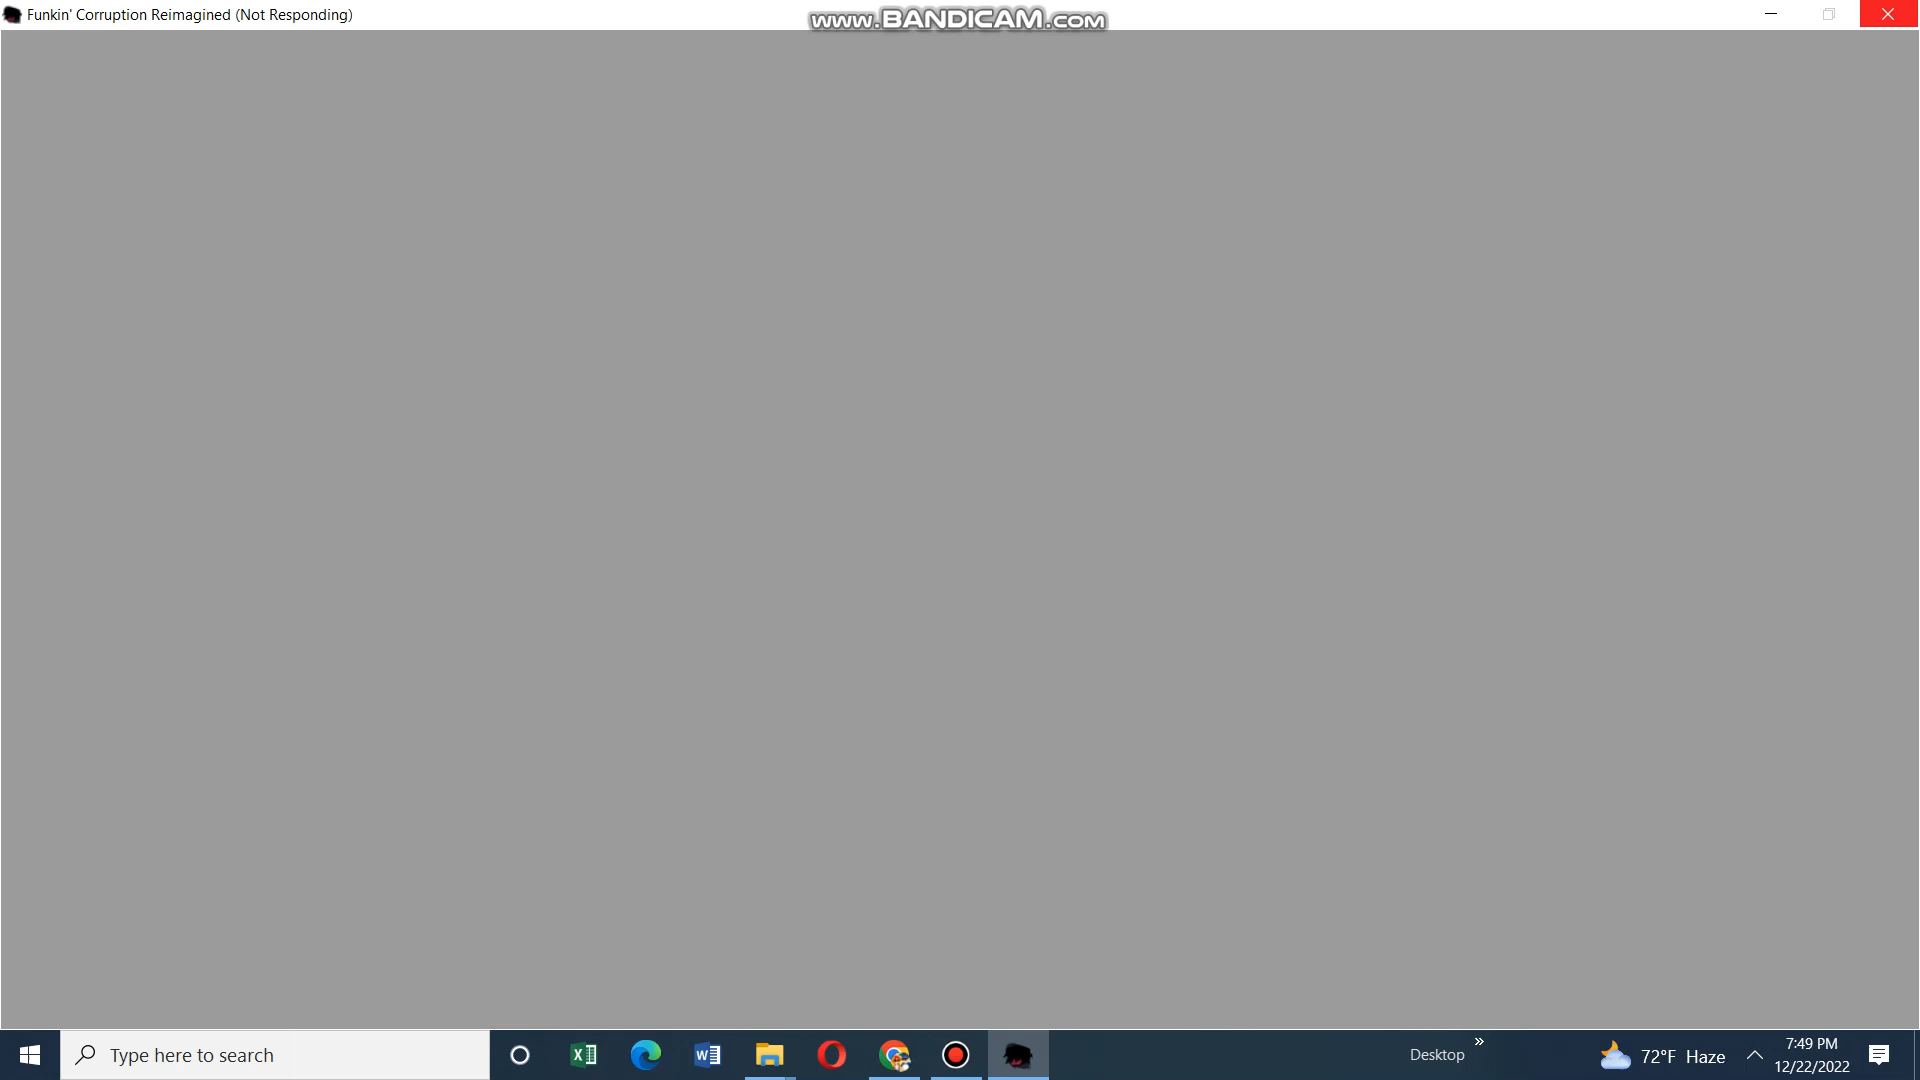 Funkin' Corruption Reimagined (Not Responding)
www.BANDICAM.com
Type here to search
Desktop
72°F Haze
7:49 PM
12/22/2022